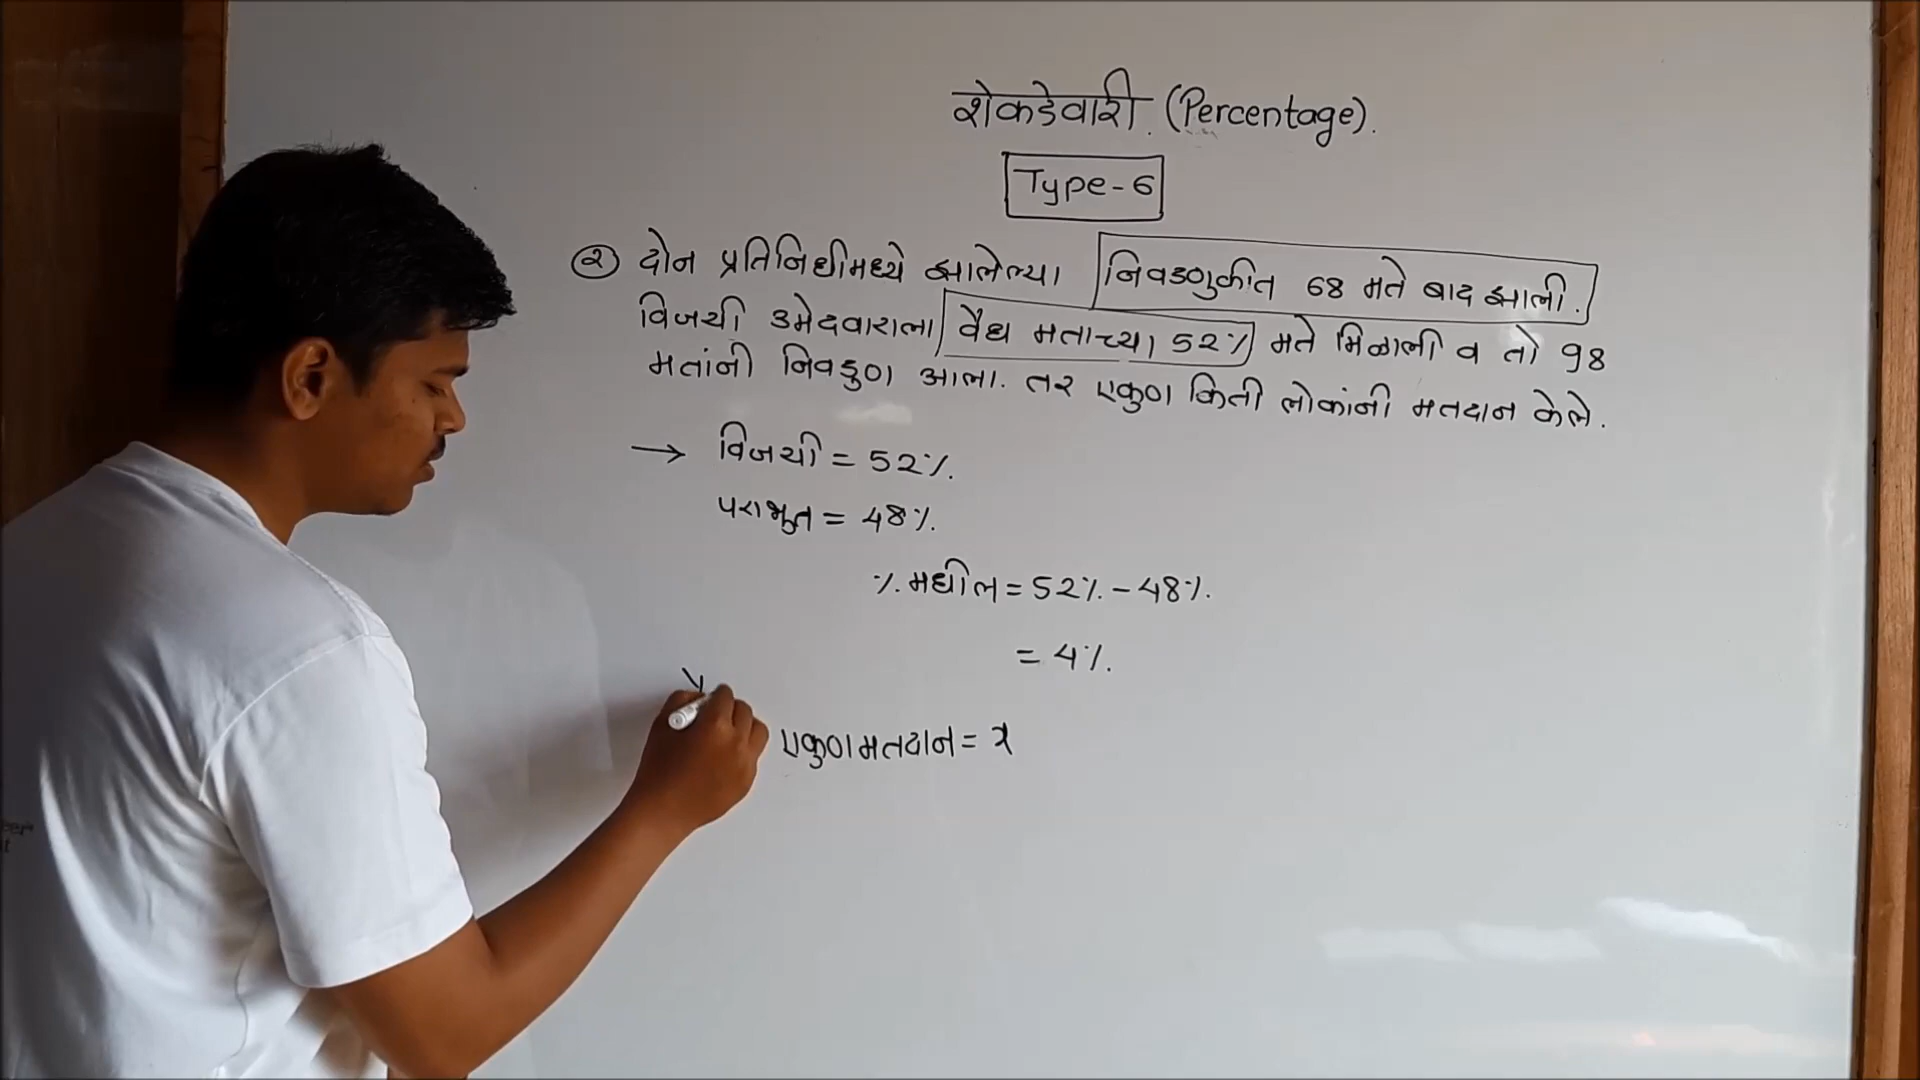 शेकडेवारी. (Percentage).
Type-6
२ दोन प्रतिनिधीमध्ये झालेल्या निवडणुकीत 68 मते बाद झाली.
विजयी उमेदवाराला वैध मताच्या 52% मते मिळाली व तो 98
मतांनी निवडुण आला. तर एकुण किती लोकांनी मतदान केले.
→ विजयी = 52%.
पराभुत = 48%.
%. मधील = 52%. - 48%.
= 4%.
एकुण मतदान = x